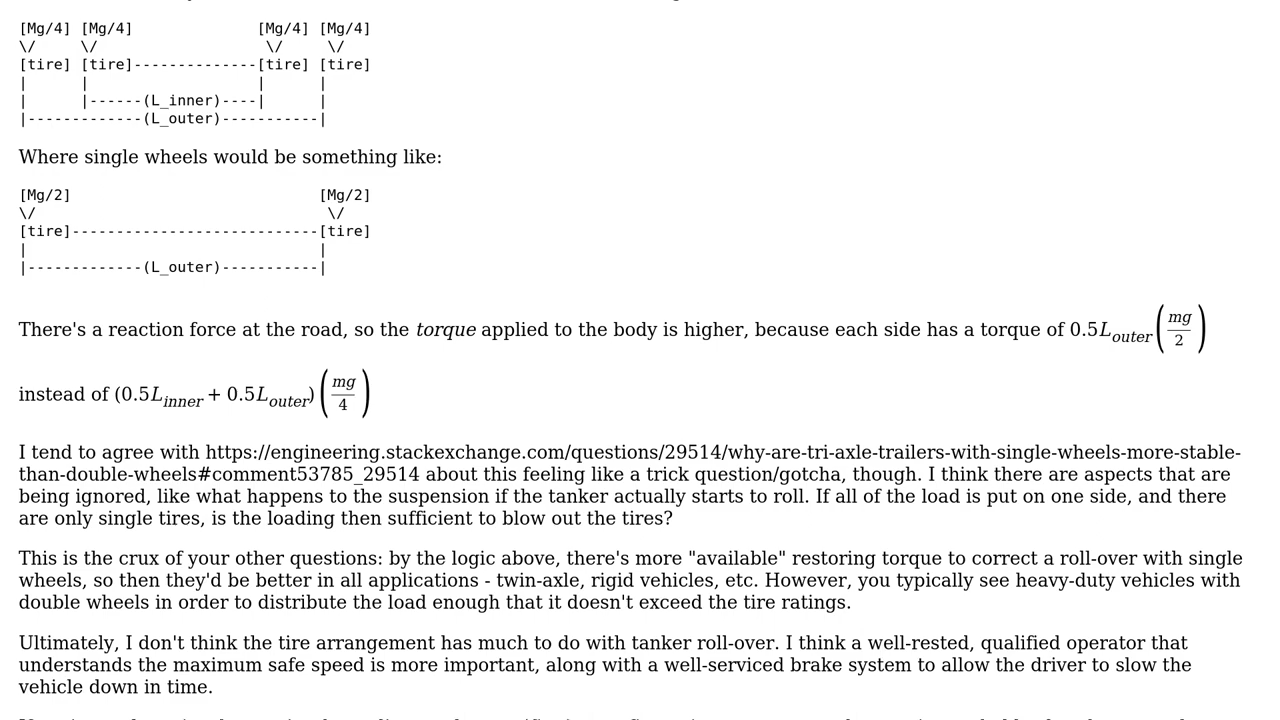 [Mg/4] [Mg/4]              [Mg/4] [Mg/4]
\/     \/                   \/     \/
[tire] [tire]--------------[tire] [tire]
|      |                   |      |
|      |------(L_inner)----|      |
|-------------(L_outer)-----------|
Where single wheels would be something like:
[Mg/2]                            [Mg/2]
\/                                 \/
[tire]----------------------------[tire]
|                                 |
|-------------(L_outer)-----------|
There's a reaction force at the road, so the torque applied to the body is higher, because each side has a torque of 0.5L_outer(mg/2)
instead of (0.5L_inner + 0.5L_outer)(mg/4)
I tend to agree with https://engineering.stackexchange.com/questions/29514/why-are-tri-axle-trailers-with-single-wheels-more-stable-
than-double-wheels#comment53785_29514 about this feeling like a trick question/gotcha, though. I think there are aspects that are
being ignored, like what happens to the suspension if the tanker actually starts to roll. If all of the load is put on one side, and there
are only single tires, is the loading then sufficient to blow out the tires?
This is the crux of your other questions: by the logic above, there's more "available" restoring torque to correct a roll-over with single
wheels, so then they'd be better in all applications - twin-axle, rigid vehicles, etc. However, you typically see heavy-duty vehicles with
double wheels in order to distribute the load enough that it doesn't exceed the tire ratings.
Ultimately, I don't think the tire arrangement has much to do with tanker roll-over. I think a well-rested, qualified operator that
understands the maximum safe speed is more important, along with a well-serviced brake system to allow the driver to slow the
vehicle down in time.